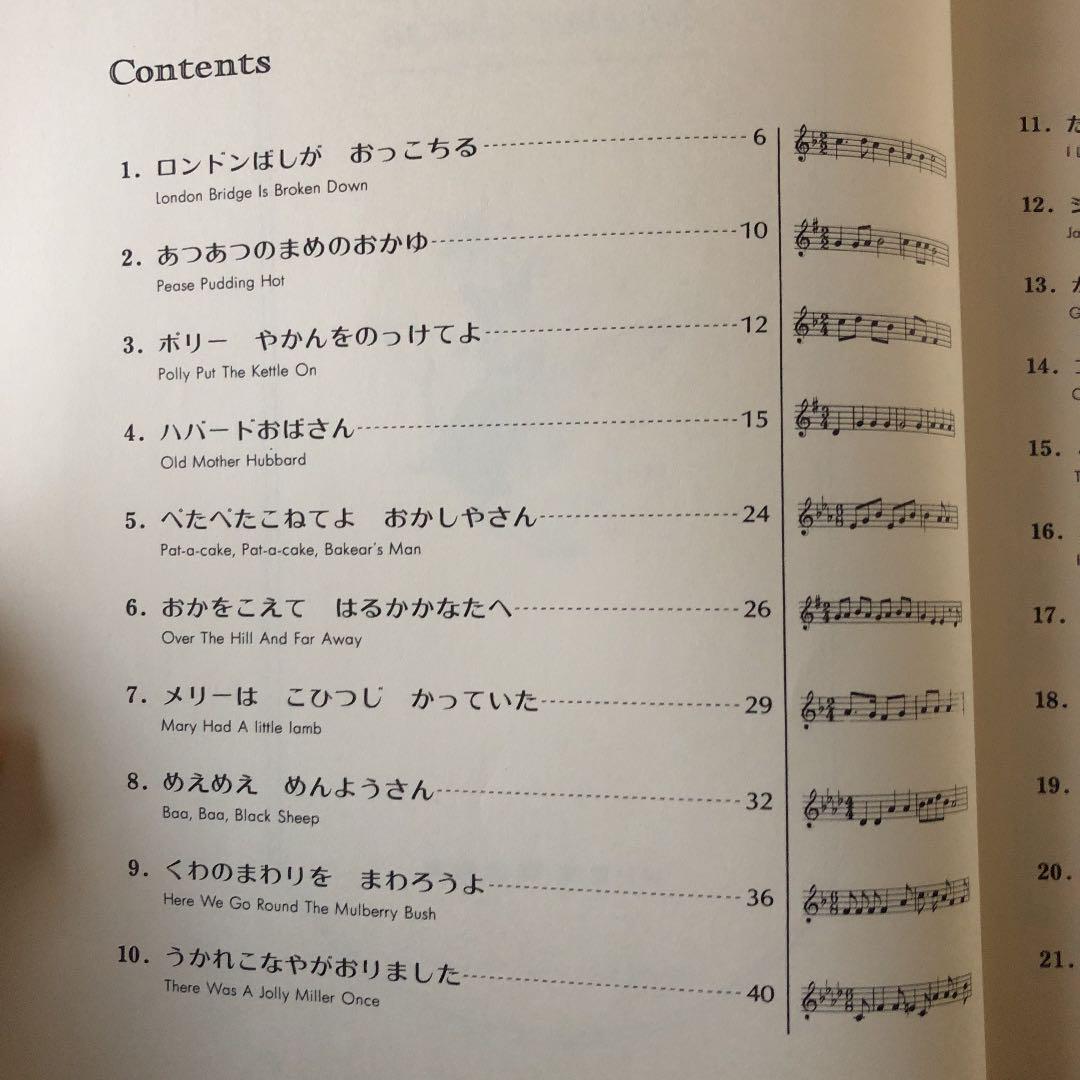 Contents
1. ロンドンばしが　おっこちる 6
London Bridge Is Broken Down
2. あつあつのまめのおかゆ 10
Pease Pudding Hot
3. ポリー　やかんをのっけてよ 12
Polly Put The Kettle On
4. ハバードおばさん 15
Old Mother Hubbard
5. ぺたぺたこねてよ　おかしやさん 24
Pat-a-cake, Pat-a-cake, Bakear's Man
6. おかをこえて　はるかかなたへ 26
Over The Hill And Far Away
7. メリーは　こひつじ　かっていた 29
Mary Had A little lamb
8. めえめえ　めんようさん 32
Baa, Baa, Black Sheep
9. くわのまわりを　まわろうよ 36
Here We Go Round The Mulberry Bush
10. うかれこなやがおりました 40
There Was A Jolly Miller Once
11. た
I L
12. ジ
Ja
13.
G
14.
15.
T
16.
17.
18.
19.
20.
21.